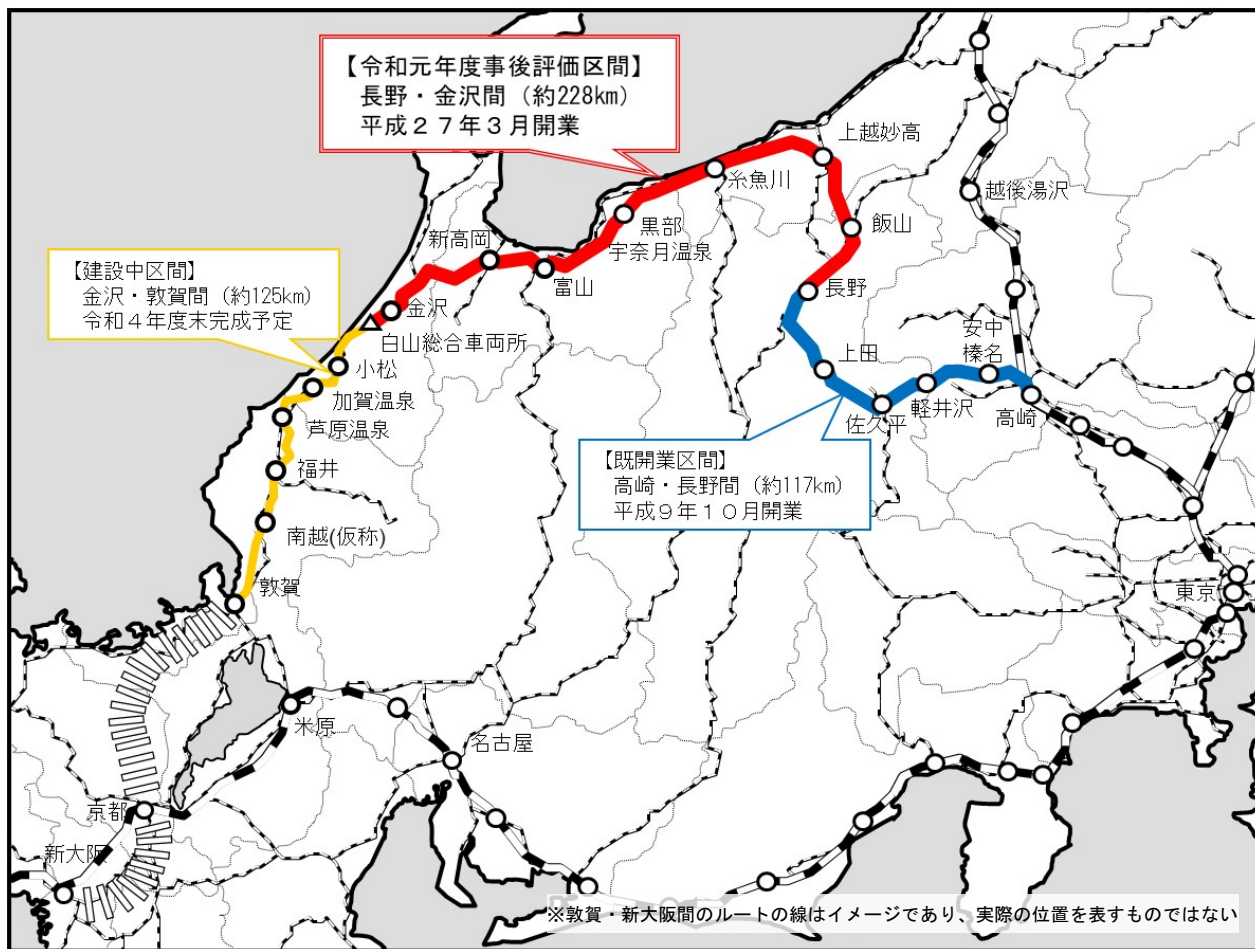 【令和元年度事後評価区間】
長野・金沢間（約228km）
平成２７年３月開業
上越妙高
糸魚川
越後湯沢
黒部
宇奈月温泉
飯山
新高岡
富山
長野
【建設中区間】
金沢・敦賀間（約125km）
令和４年度末完成予定
金沢
白山総合車両所
安中
榛名
小松
上田
加賀温泉
軽井沢
佐久平
高崎
芦原温泉
【既開業区間】
高崎・長野間（約117km）
平成９年１０月開業
福井
南越(仮称)
敦賀
東京
米原
名古屋
京都
新大阪
※敦賀・新大阪間のルートの線はイメージであり、実際の位置を表すものではない